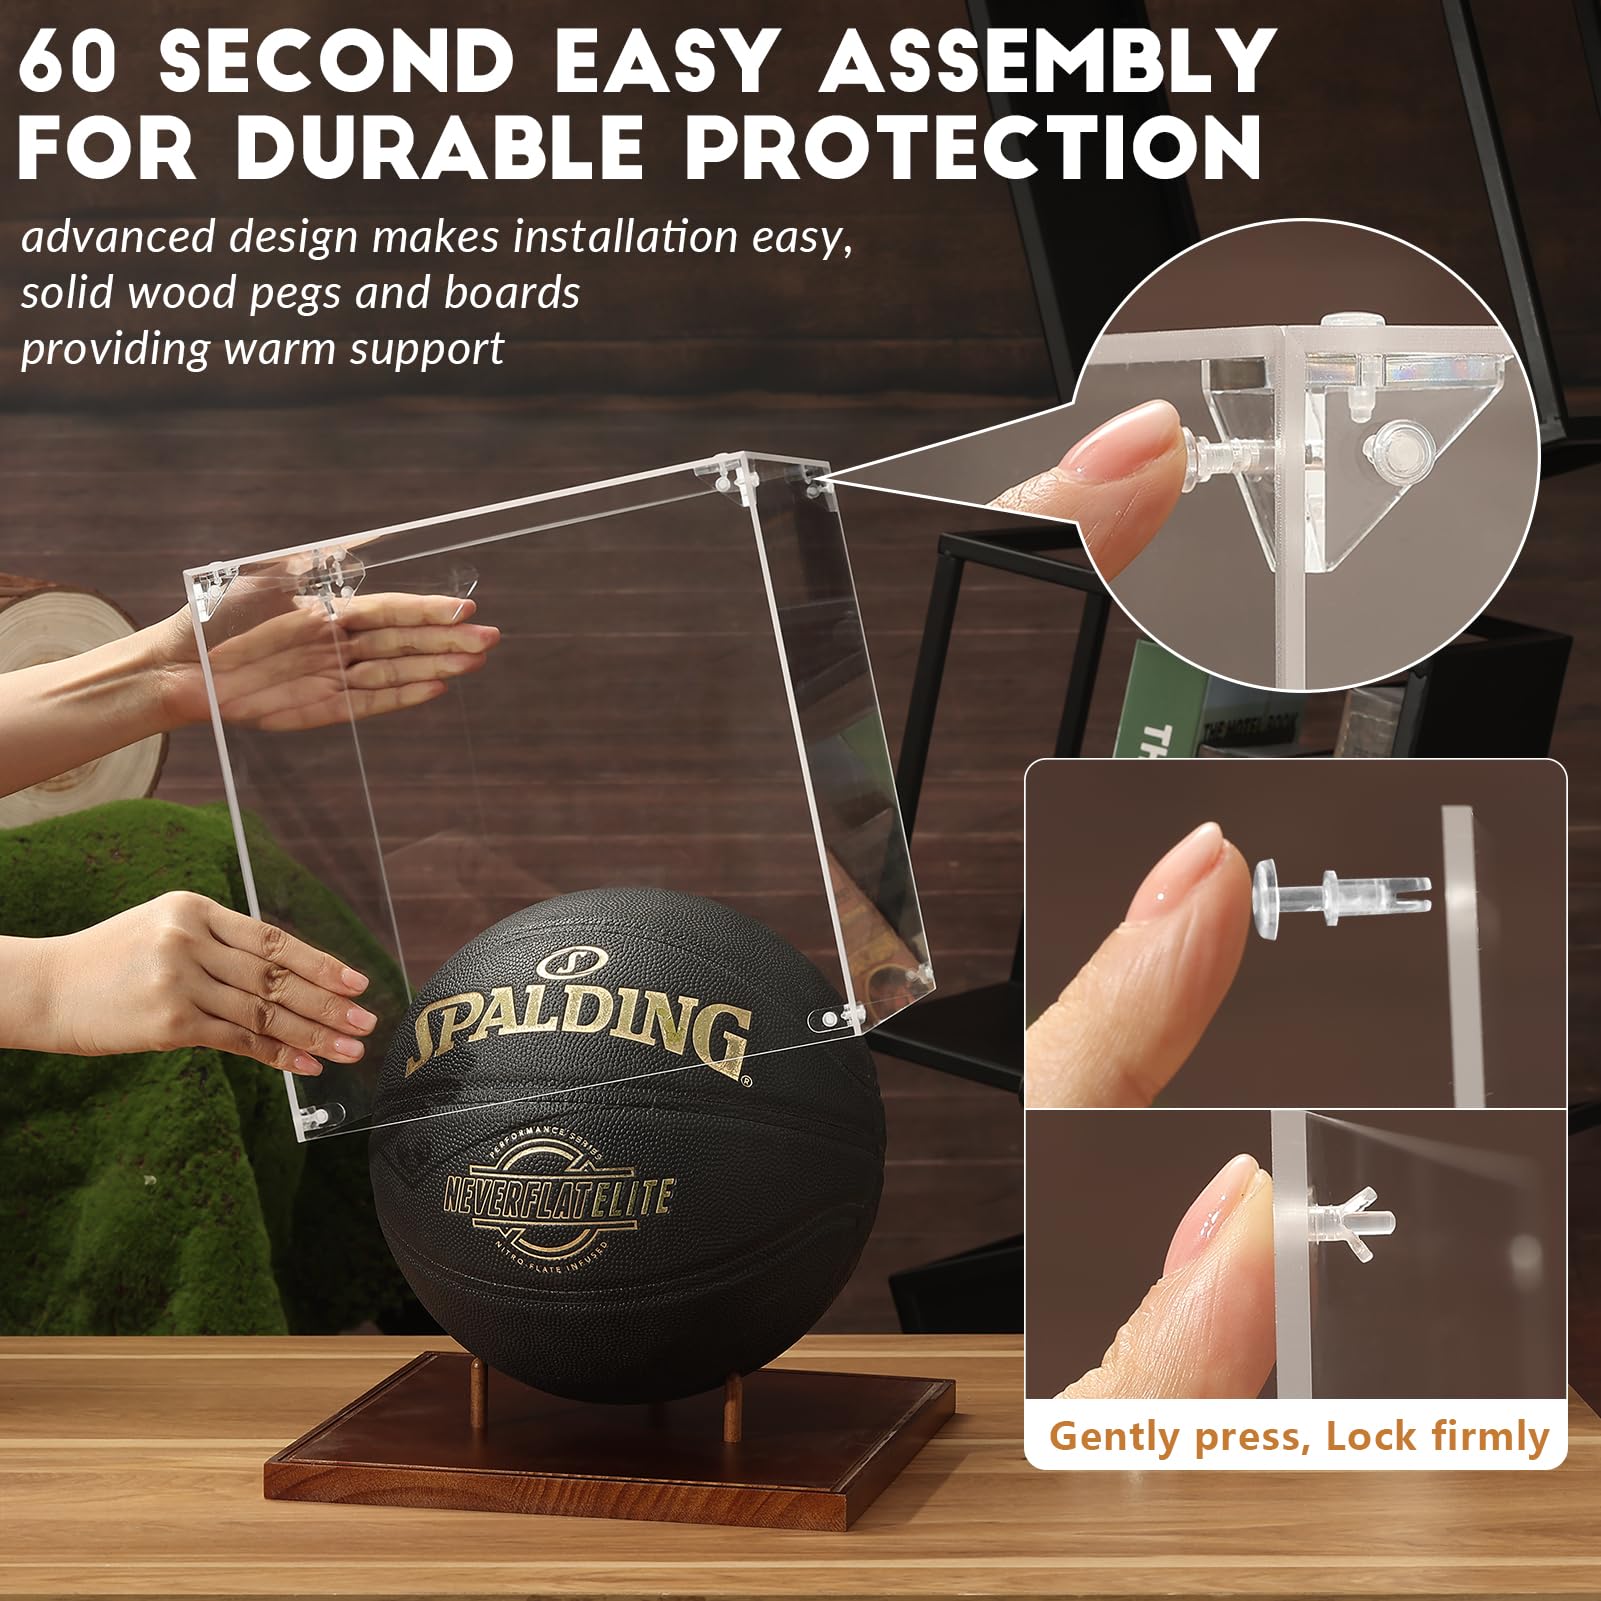 60 SECOND EASY ASSEMBLY
FOR DURABLE PROTECTION
advanced design makes installation easy,
solid wood pegs and boards
providing warm support
TH
THE HOTEL BOOK
S
SPALDING®
PERFORMANCE SERIES
NEVERFLATELITE
NITRO-FLATE INFUSED
Gently press, Lock firmly